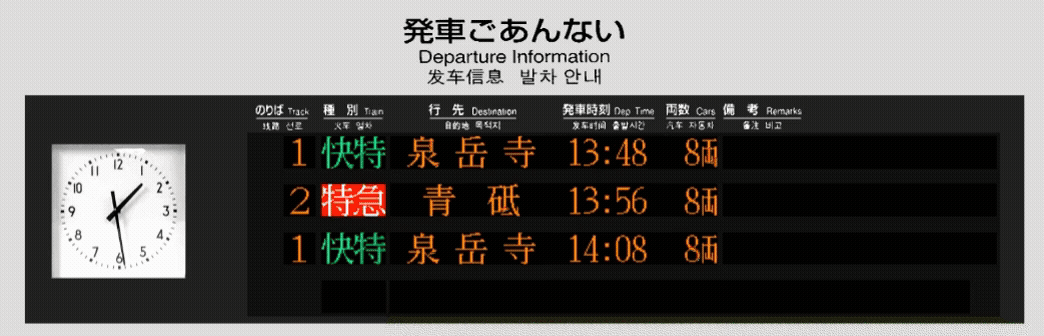 発車ごあんない
Departure Information
发车信息 발차 안내
のりば Track 種 別 Train 行 先 Destination 発車時刻 Dep Time 両数 Cars 備 考 Remarks
线路 선로 火车 열차 目的地 목적지 发车时间 출발시간 汽车 자동차 备注 비고
1 快特 泉岳寺 13:48 8両
2 特急 青砥 13:56 8両
1 快特 泉岳寺 14:08 8両
12
1
2
3
4
5
6
7
8
9
10
11